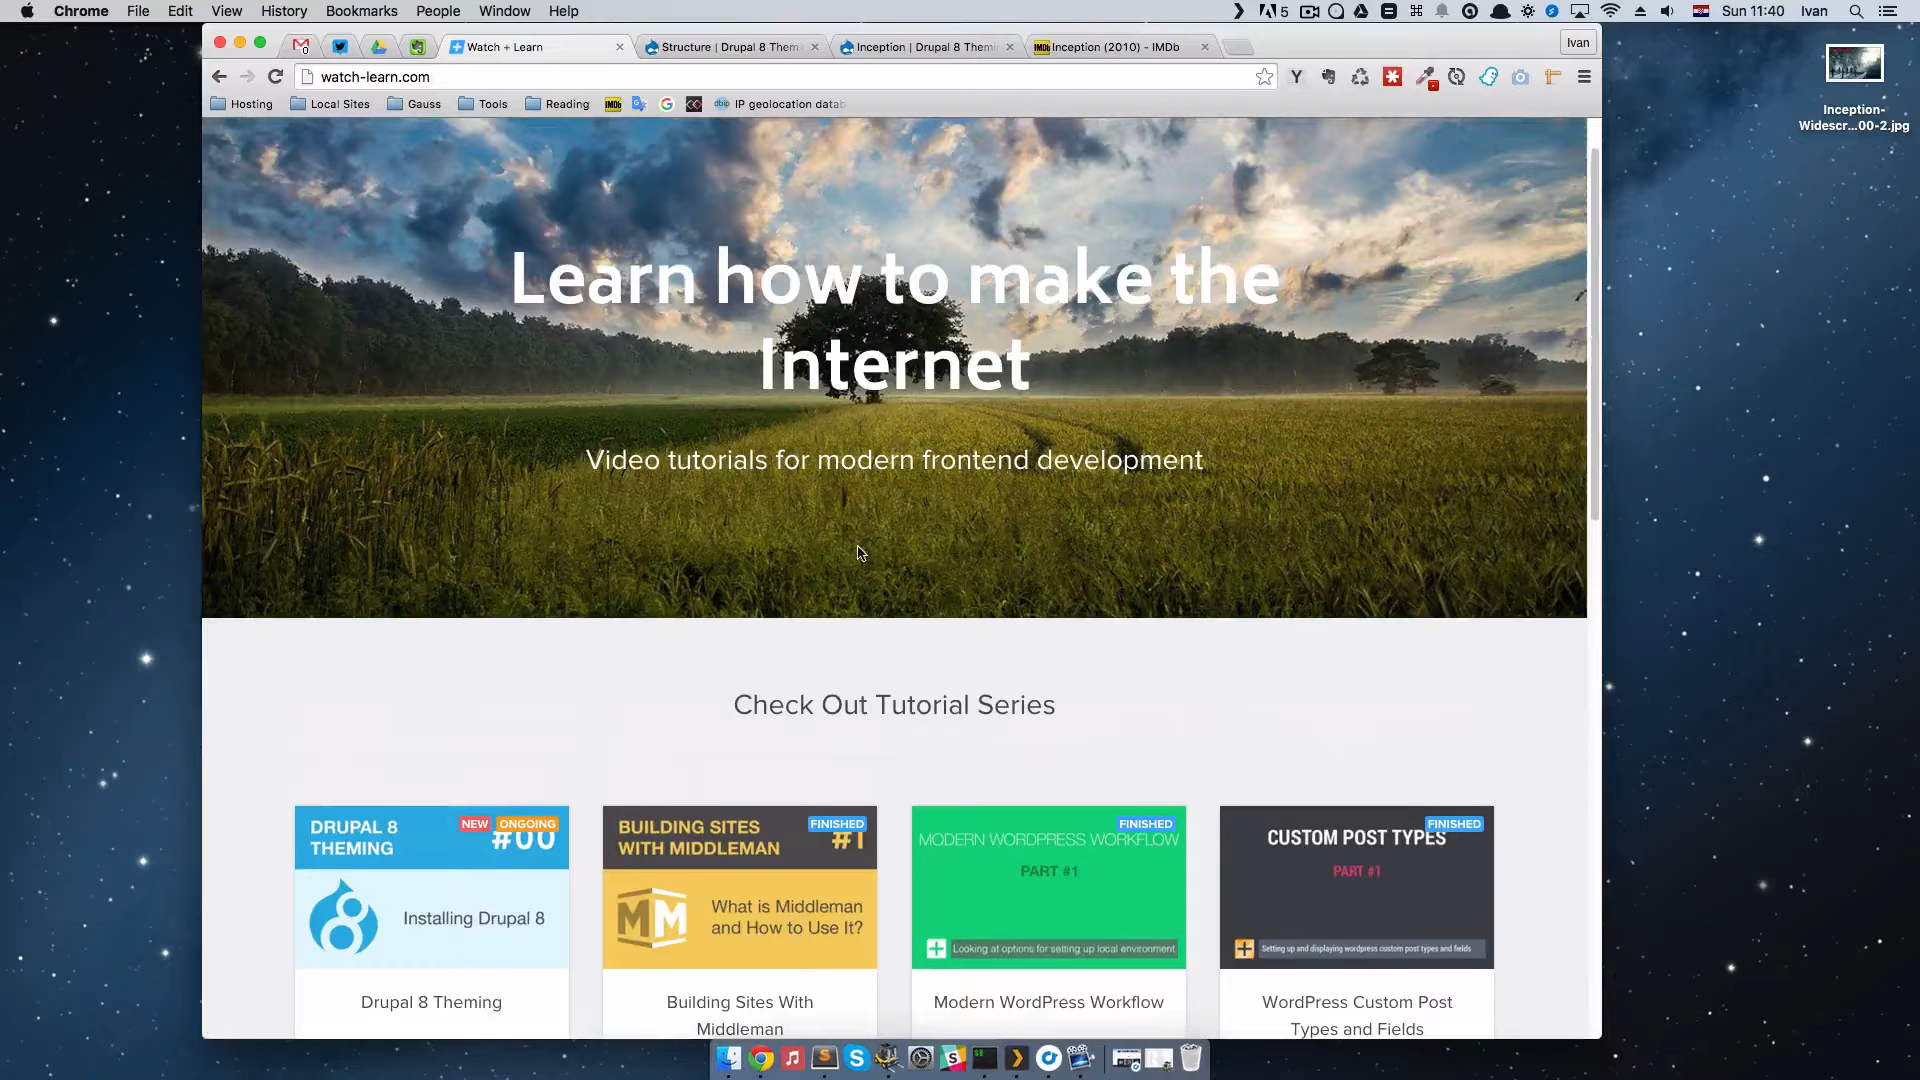 Chrome File Edit View History Bookmarks People Window Help
5 Sun 11:40 Ivan
Watch + Learn
Structure | Drupal 8 Them
Inception | Drupal 8 Themi
IMDb Inception (2010) - IMDb
Ivan
watch-learn.com
Y
Hosting Local Sites Gauss Tools Reading IMDb dbip IP geolocation datab
Inception-
Widescr...00-2.jpg
Learn how to make the
Internet
Video tutorials for modern frontend development
Check Out Tutorial Series
DRUPAL 8
THEMING
NEW ONGOING
#00
Installing Drupal 8
Drupal 8 Theming
BUILDING SITES
WITH MIDDLEMAN
FINISHED
#1
What is Middleman
and How to Use It?
Building Sites With
Middleman
FINISHED
MODERN WORDPRESS WORKFLOW
PART #1
Looking at options for setting up local environment
Modern WordPress Workflow
FINISHED
CUSTOM POST TYPES
PART #1
Setting up and displaying wordpress custom post types and fields
WordPress Custom Post
Types and Fields